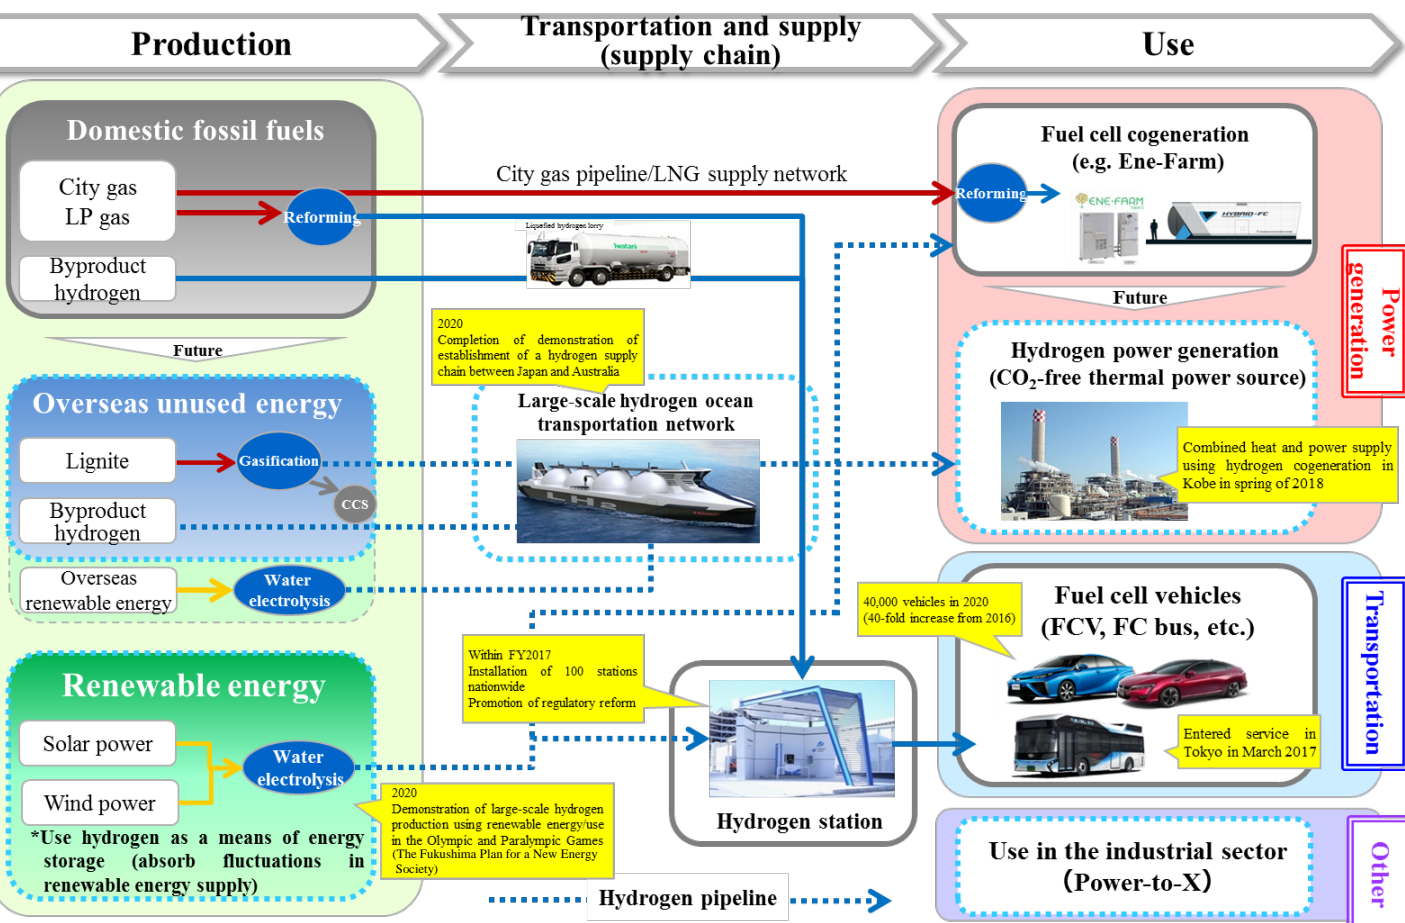 Production
Transportation and supply
(supply chain)
Use
Domestic fossil fuels
City gas
LP gas
Reforming
Byproduct
hydrogen
Future
Overseas unused energy
Lignite
Gasification
CCS
Byproduct
hydrogen
Overseas
renewable energy
Water
electrolysis
Renewable energy
Solar power
Wind power
Water
electrolysis
*Use hydrogen as a means of energy
storage (absorb fluctuations in
renewable energy supply)
City gas pipeline/LNG supply network
Liquefied hydrogen lorry
Iwatani
2020
Completion of demonstration of
establishment of a hydrogen supply
chain between Japan and Australia
Large-scale hydrogen ocean
transportation network
Within FY2017
Installation of 100 stations
nationwide
Promotion of regulatory reform
2020
Demonstration of large-scale hydrogen
production using renewable energy/use
in the Olympic and Paralympic Games
(The Fukushima Plan for a New Energy
Society)
Hydrogen station
Hydrogen pipeline
Fuel cell cogeneration
(e.g. Ene-Farm)
Reforming
ENE-FARM
HYBRID-FC
Future
Hydrogen power generation
(CO₂-free thermal power source)
Combined heat and power supply
using hydrogen cogeneration in
Kobe in spring of 2018
Power
generation
40,000 vehicles in 2020
(40-fold increase from 2016)
Fuel cell vehicles
(FCV, FC bus, etc.)
Entered service in
Tokyo in March 2017
Transportation
Use in the industrial sector
(Power-to-X)
Other